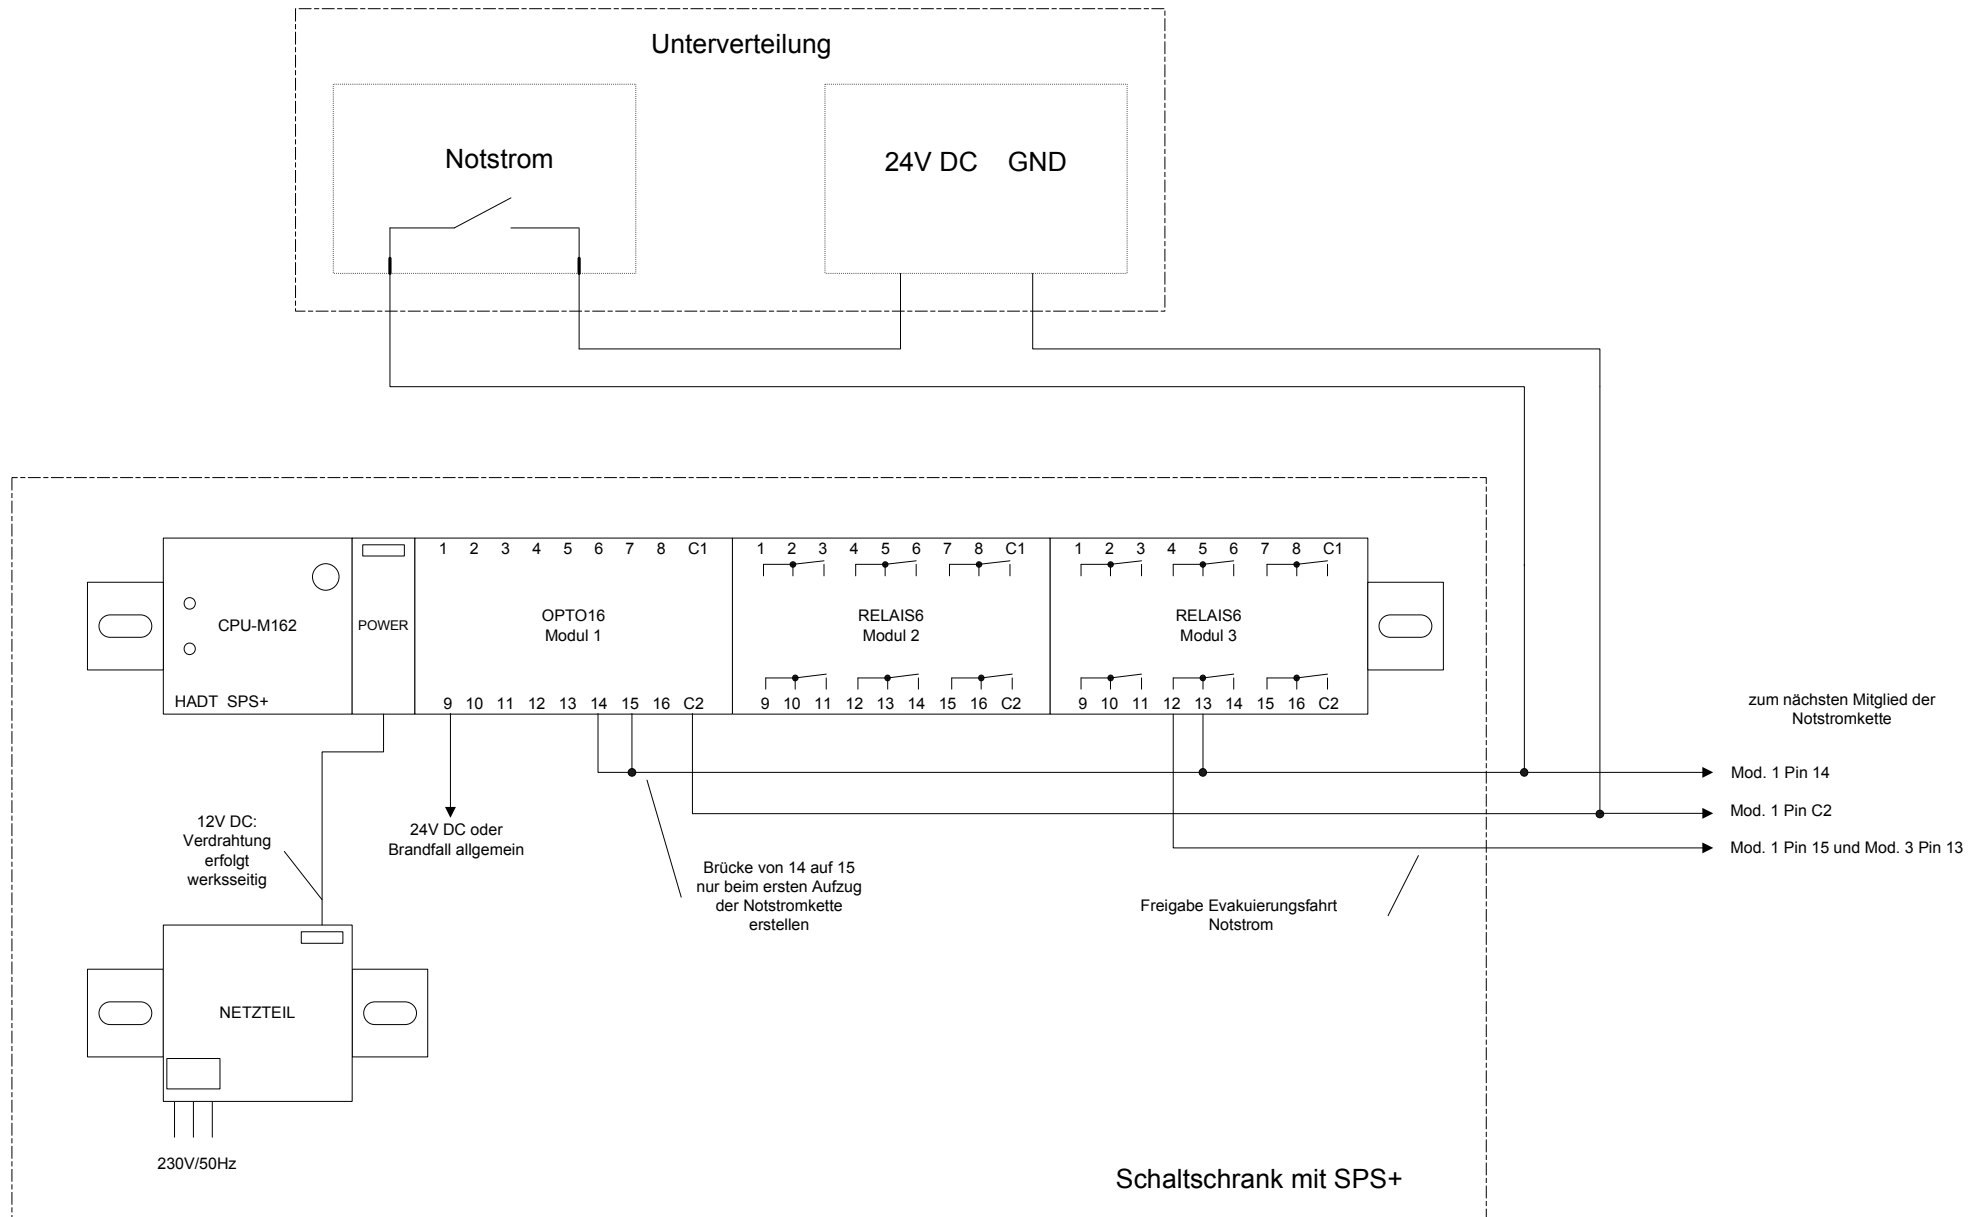 Unterverteilung
Notstrom
24V DC GND
1 2 3 4 5 6 7 8 C1
1 2 3 4 5 6 7 8 C1
1 2 3 4 5 6 7 8 C1
CPU-M162
POWER
OPTO16
Modul 1
RELAIS6
Modul 2
RELAIS6
Modul 3
HADT SPS+
9 10 11 12 13 14 15 16 C2
9 10 11 12 13 14 15 16 C2
9 10 11 12 13 14 15 16 C2
zum nächsten Mitglied der
Notstromkette
Mod. 1 Pin 14
Mod. 1 Pin C2
Mod. 1 Pin 15 und Mod. 3 Pin 13
12V DC:
Verdrahtung
erfolgt
werksseitig
24V DC oder
Brandfall allgemein
Brücke von 14 auf 15
nur beim ersten Aufzug
der Notstromkette
erstellen
Freigabe Evakuierungsfahrt
Notstrom
NETZTEIL
230V/50Hz
Schaltschrank mit SPS+